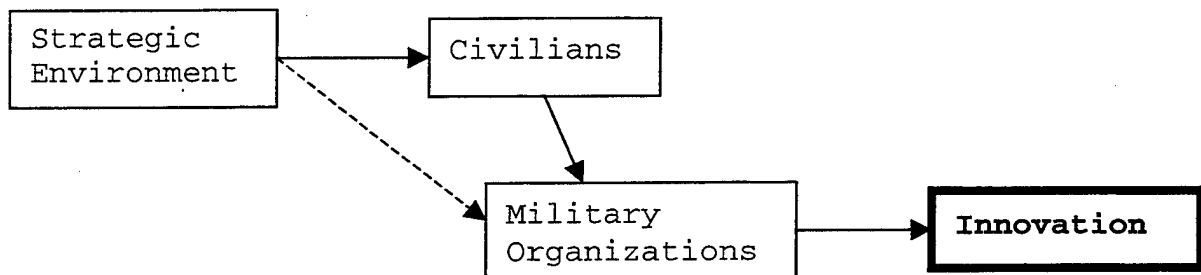 Strategic
Environment
Civilians
Military
Organizations
Innovation